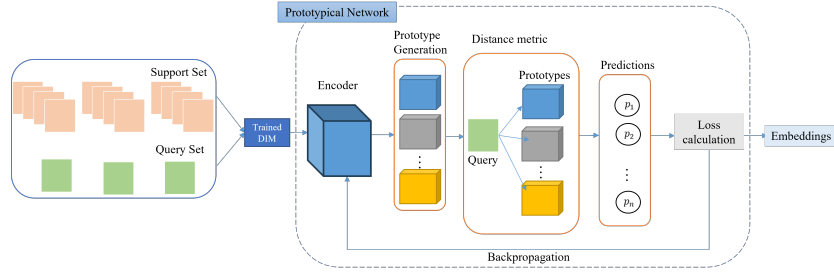 Prototypical Network
Support Set
Query Set
Trained
DIM
Encoder
Prototype
Generation
Distance metric
Prototypes
Query
Predictions
p1
p2
pn
Loss
calculation
Embeddings
Backpropagation